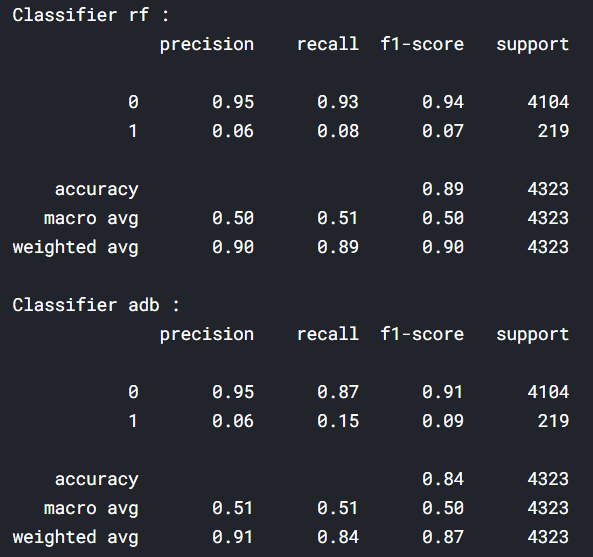 Classifier rf :
precision recall f1-score support
0 0.95 0.93 0.94 4104
1 0.06 0.08 0.07 219
accuracy 0.89 4323
macro avg 0.50 0.51 0.50 4323
weighted avg 0.90 0.89 0.90 4323
Classifier adb :
precision recall f1-score support
0 0.95 0.87 0.91 4104
1 0.06 0.15 0.09 219
accuracy 0.84 4323
macro avg 0.51 0.51 0.50 4323
weighted avg 0.91 0.84 0.87 4323